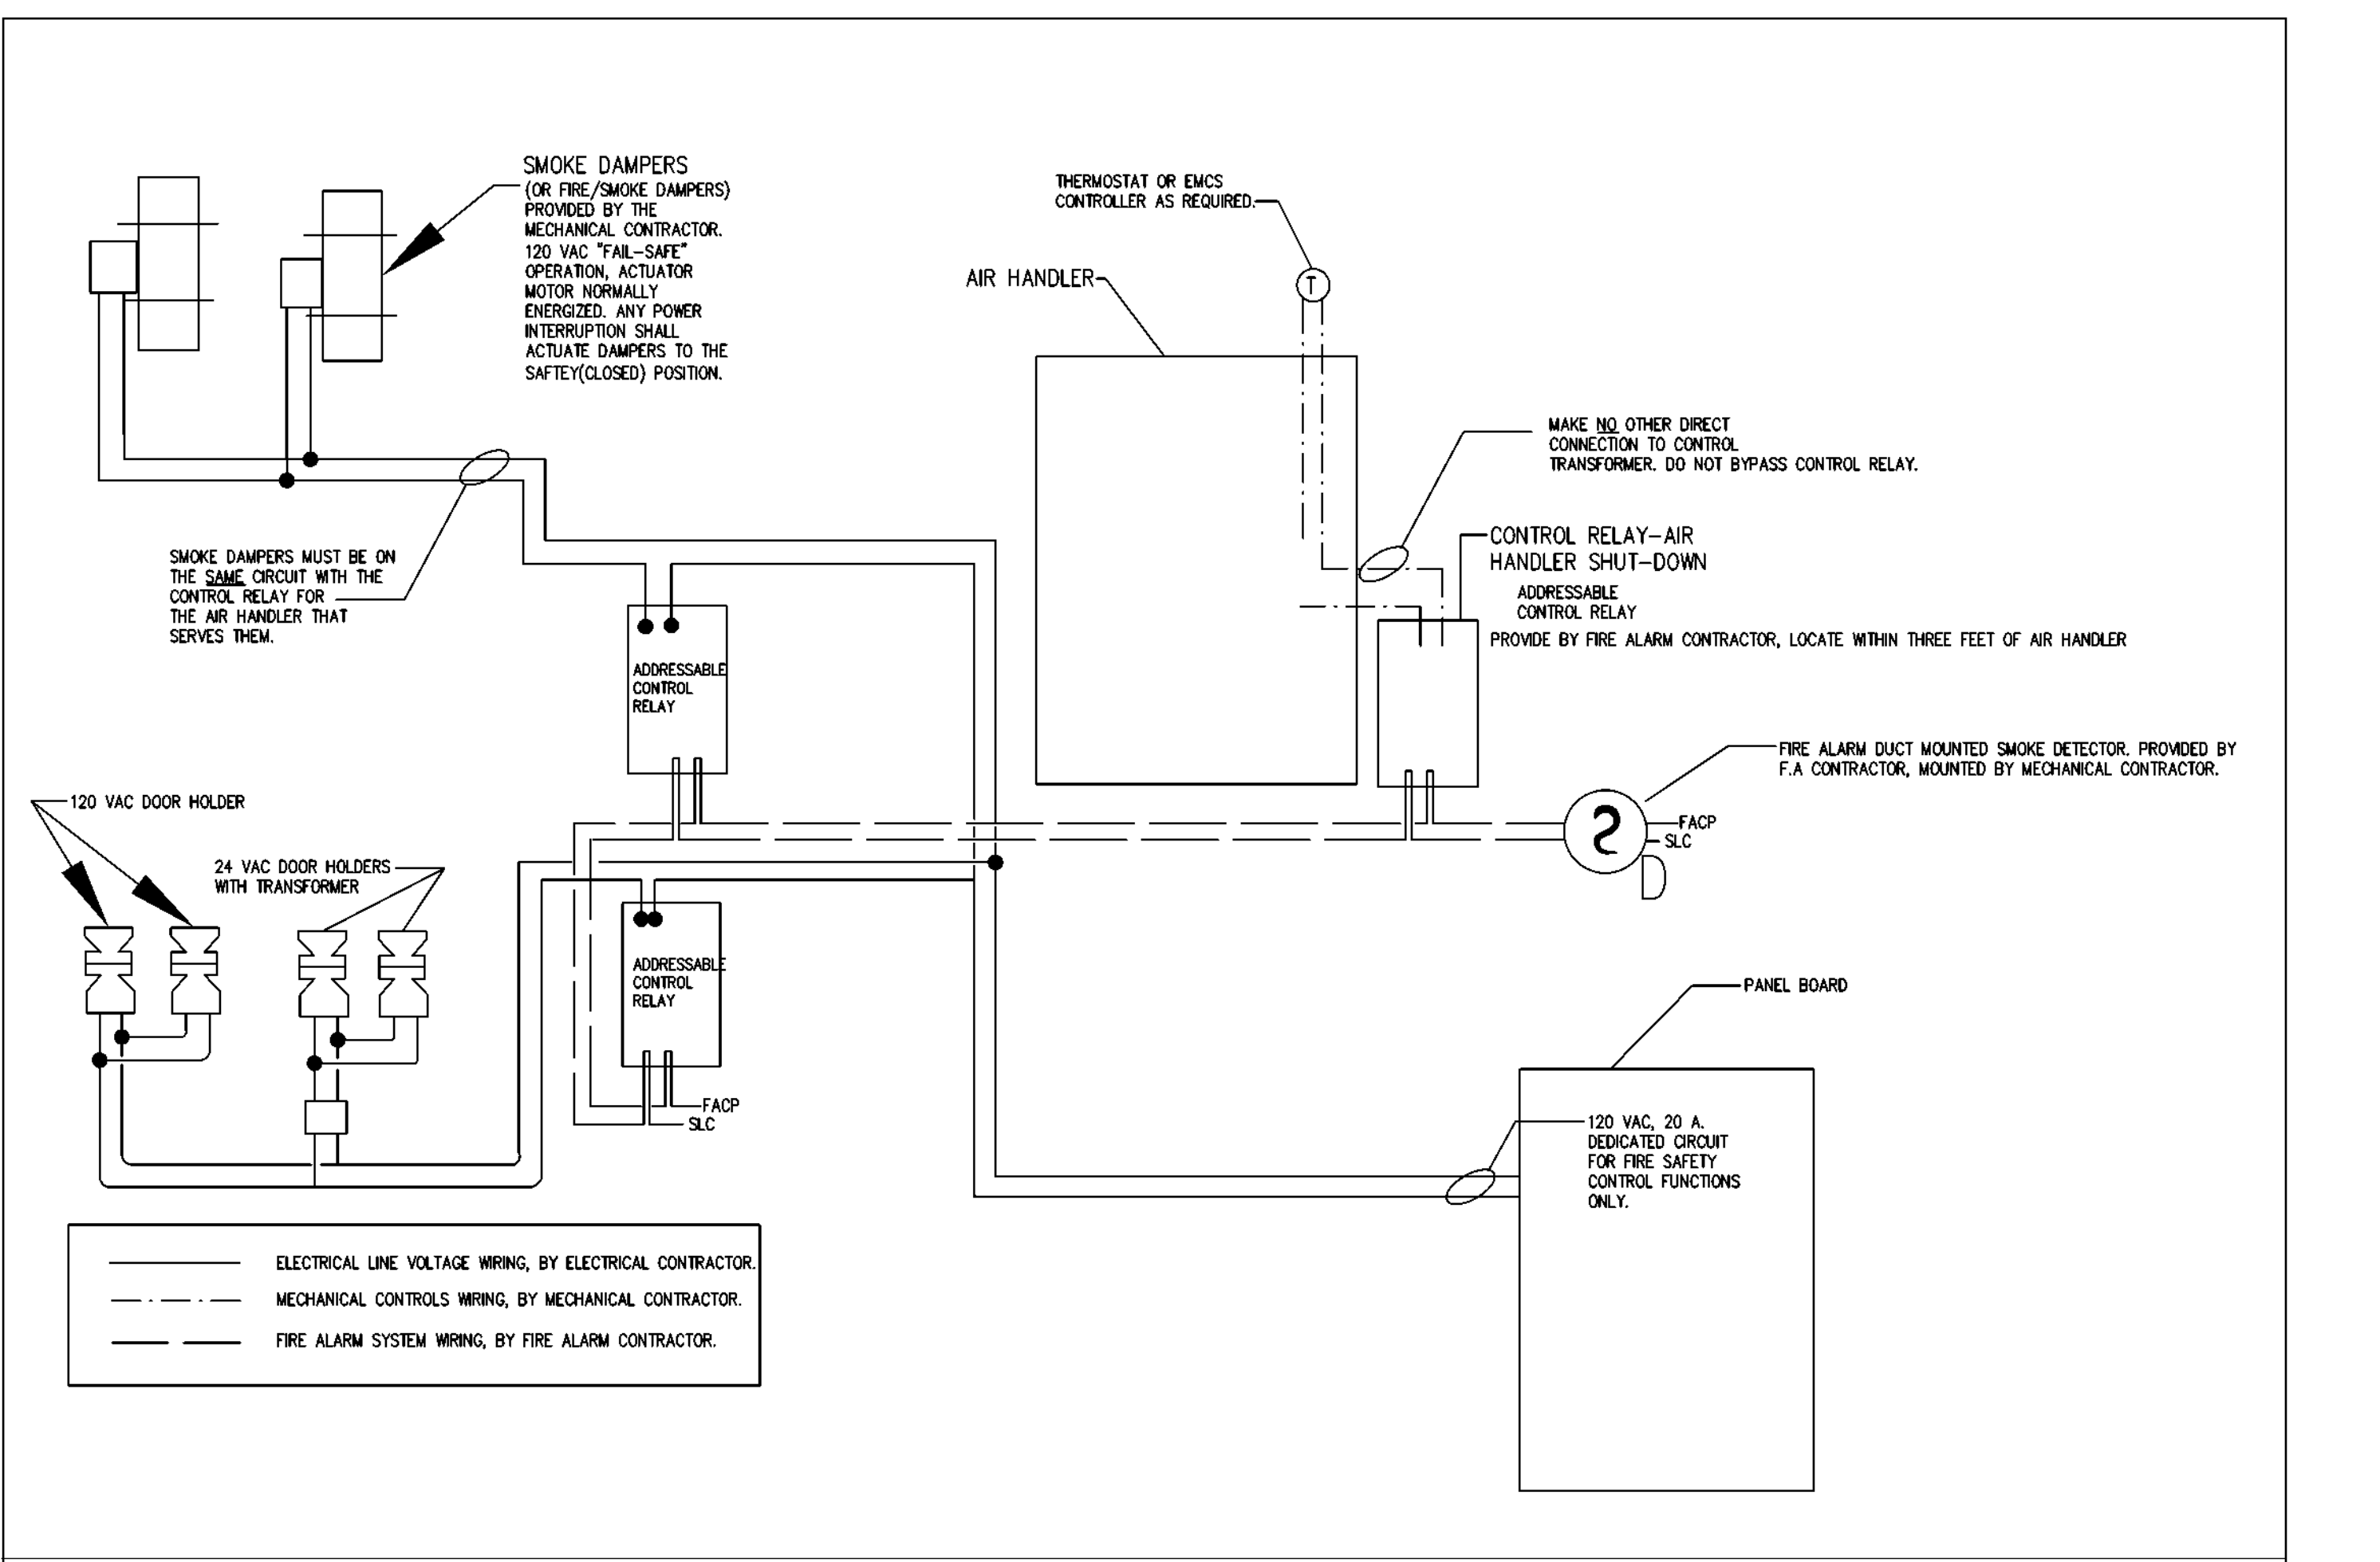 SMOKE DAMPERS
(OR FIRE/SMOKE DAMPERS)
PROVIDED BY THE
MECHANICAL CONTRACTOR.
120 VAC "FAIL-SAFE"
OPERATION, ACTUATOR
MOTOR NORMALLY
ENERGIZED. ANY POWER
INTERRUPTION SHALL
ACTUATE DAMPERS TO THE
SAFTEY(CLOSED) POSITION.
THERMOSTAT OR EMCS
CONTROLLER AS REQUIRED.
T
AIR HANDLER
MAKE NO OTHER DIRECT
CONNECTION TO CONTROL
TRANSFORMER. DO NOT BYPASS CONTROL RELAY.
CONTROL RELAY-AIR
HANDLER SHUT-DOWN
ADDRESSABLE
CONTROL RELAY
PROVIDE BY FIRE ALARM CONTRACTOR, LOCATE WITHIN THREE FEET OF AIR HANDLER
SMOKE DAMPERS MUST BE ON
THE SAME CIRCUIT WITH THE
CONTROL RELAY FOR
THE AIR HANDLER THAT
SERVES THEM.
ADDRESSABLE
CONTROL
RELAY
FIRE ALARM DUCT MOUNTED SMOKE DETECTOR. PROVIDED BY
F.A CONTRACTOR, MOUNTED BY MECHANICAL CONTRACTOR.
FACP
SLC
120 VAC DOOR HOLDER
24 VAC DOOR HOLDERS
WITH TRANSFORMER
ADDRESSABLE
CONTROL
RELAY
FACP
SLC
PANEL BOARD
120 VAC, 20 A.
DEDICATED CIRCUIT
FOR FIRE SAFETY
CONTROL FUNCTIONS
ONLY.
ELECTRICAL LINE VOLTAGE WIRING, BY ELECTRICAL CONTRACTOR.
MECHANICAL CONTROLS WIRING, BY MECHANICAL CONTRACTOR.
FIRE ALARM SYSTEM WIRING, BY FIRE ALARM CONTRACTOR.